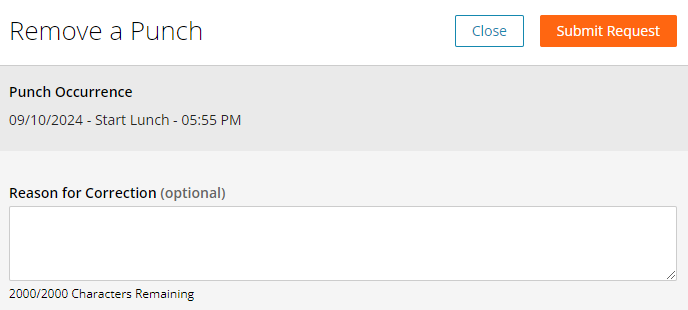 Remove a Punch
Close
Submit Request
Punch Occurrence
09/10/2024 - Start Lunch - 05:55 PM
Reason for Correction (optional)
2000/2000 Characters Remaining